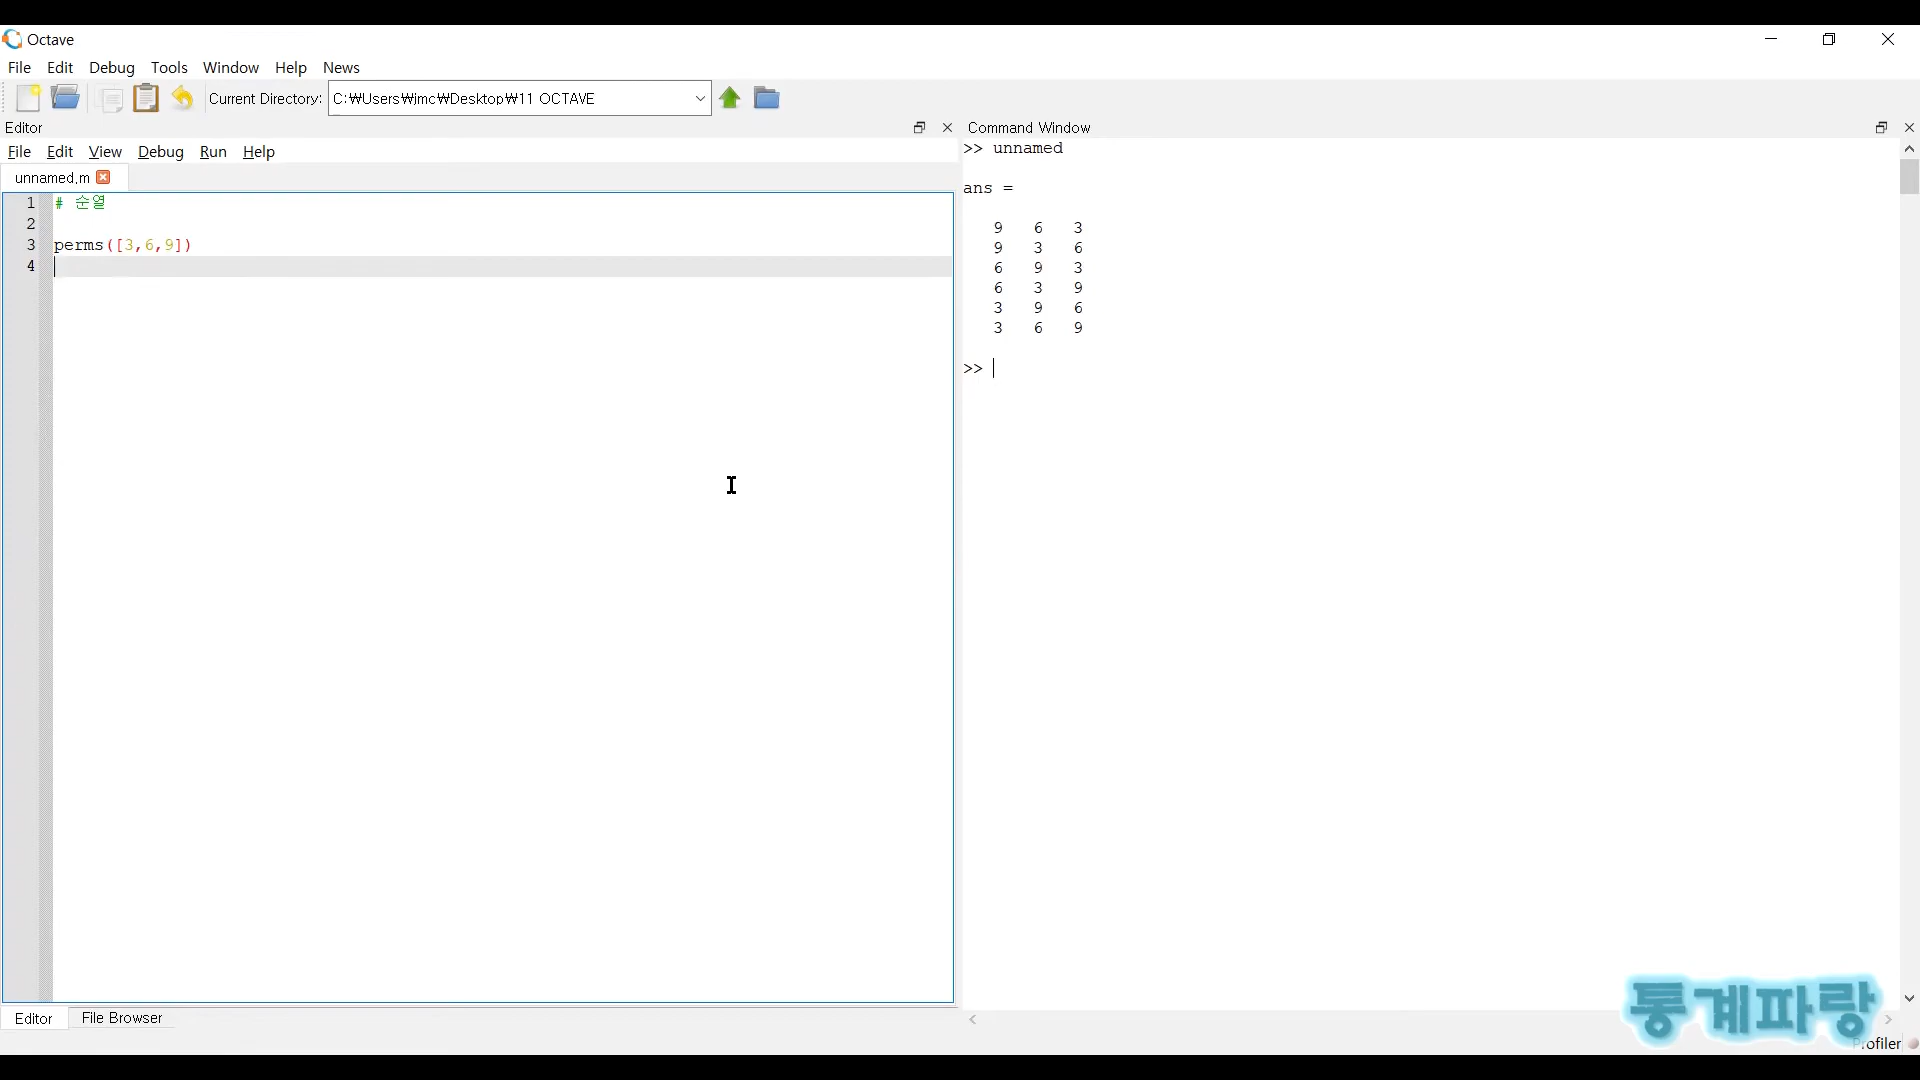 Octave
File Edit Debug Tools Window Help News
Current Directory: C:₩Users₩jmc₩Desktop₩11 OCTAVE
Editor
File Edit View Debug Run Help
unnamed.m
1 # 순열
2
3 perms([3,6,9])
4
Editor File Browser
Command Window
>> unnamed
ans =
9 6 3
9 3 6
6 9 3
6 3 9
3 9 6
3 6 9
>>
통계파랑
Profiler